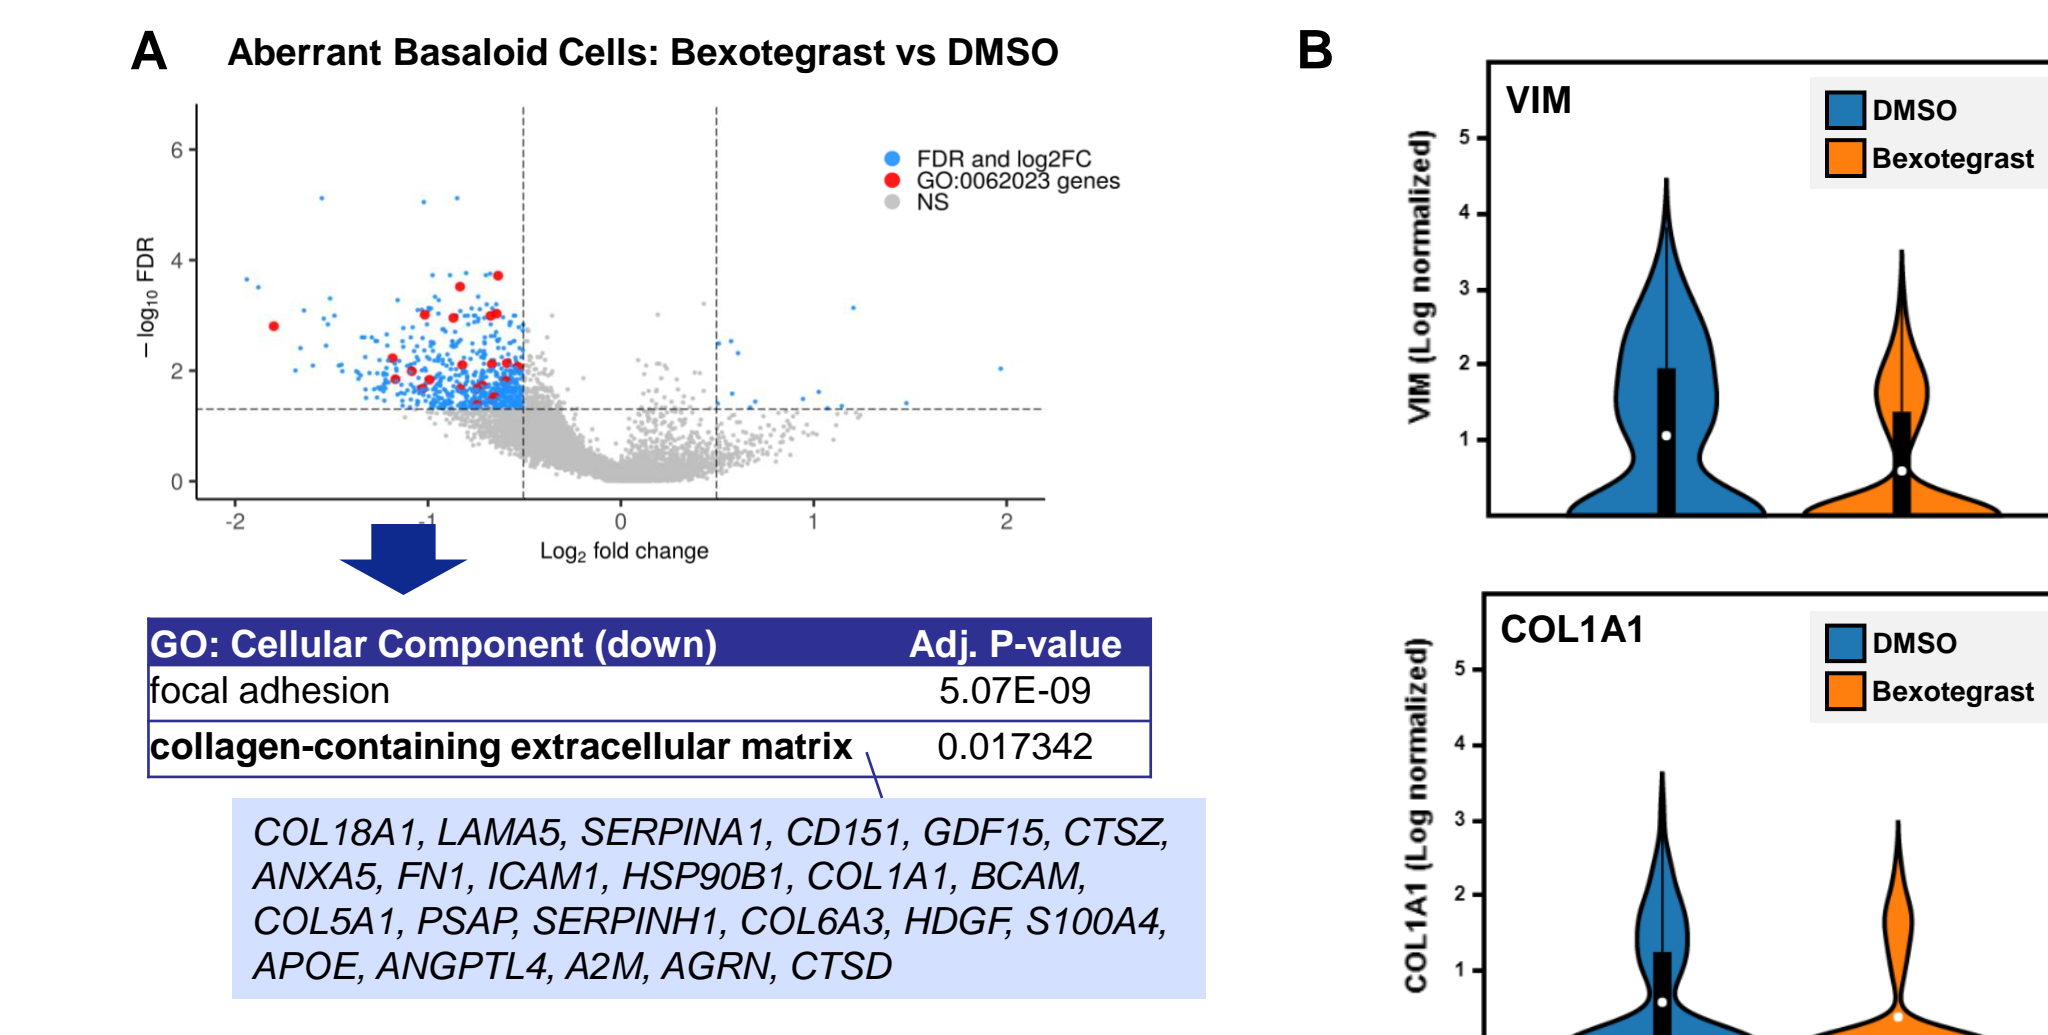 A
Aberrant Basaloid Cells: Bexotegrast vs DMSO
6
4
2
0
− log10 FDR
FDR and log2FC
GO:0062023 genes
NS
-2
-1
0
1
2
Log2 fold change
GO: Cellular Component (down) Adj. P-value
focal adhesion 5.07E-09
collagen-containing extracellular matrix 0.017342
COL18A1, LAMA5, SERPINA1, CD151, GDF15, CTSZ,
ANXA5, FN1, ICAM1, HSP90B1, COL1A1, BCAM,
COL5A1, PSAP, SERPINH1, COL6A3, HDGF, S100A4,
APOE, ANGPTL4, A2M, AGRN, CTSD
B
VIM
DMSO
Bexotegrast
VIM (Log normalized)
5
4
3
2
1
COL1A1
DMSO
Bexotegrast
COL1A1 (Log normalized)
5
4
3
2
1